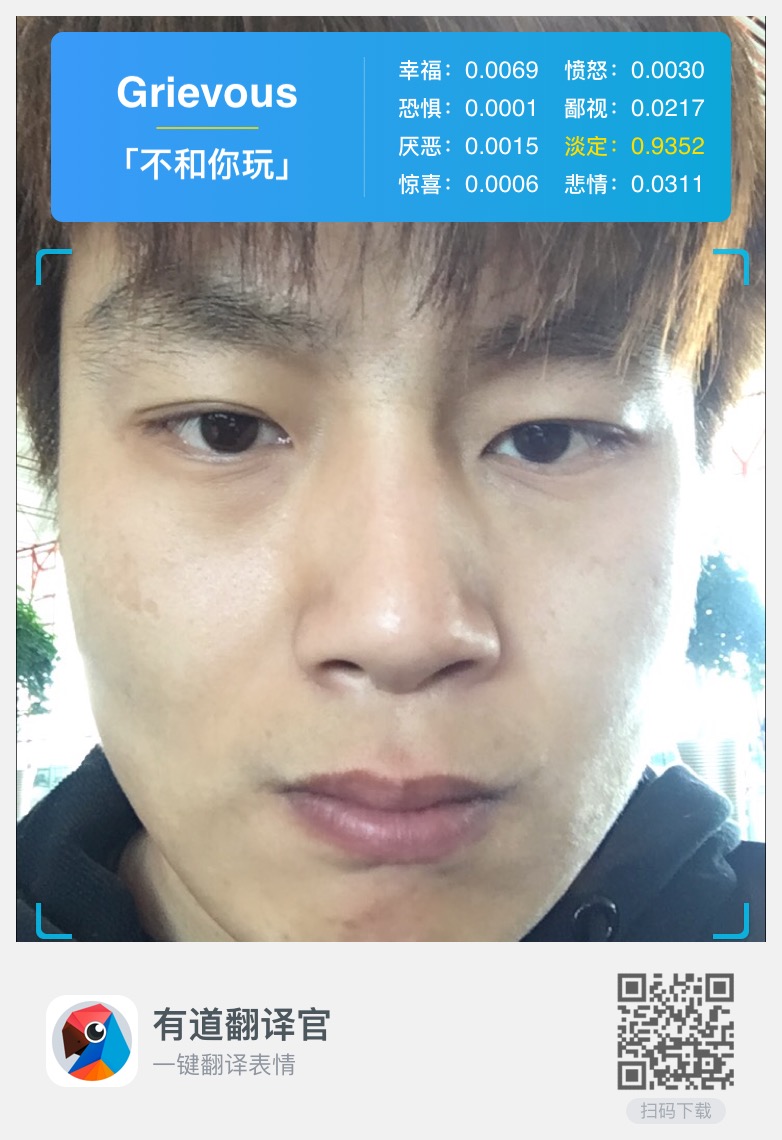 Grievous
「不和你玩」
幸福：0.0069 愤怒：0.0030
恐惧：0.0001 鄙视：0.0217
厌恶：0.0015 淡定：0.9352
惊喜：0.0006 悲情：0.0311
有道翻译官
一键翻译表情
扫码下载